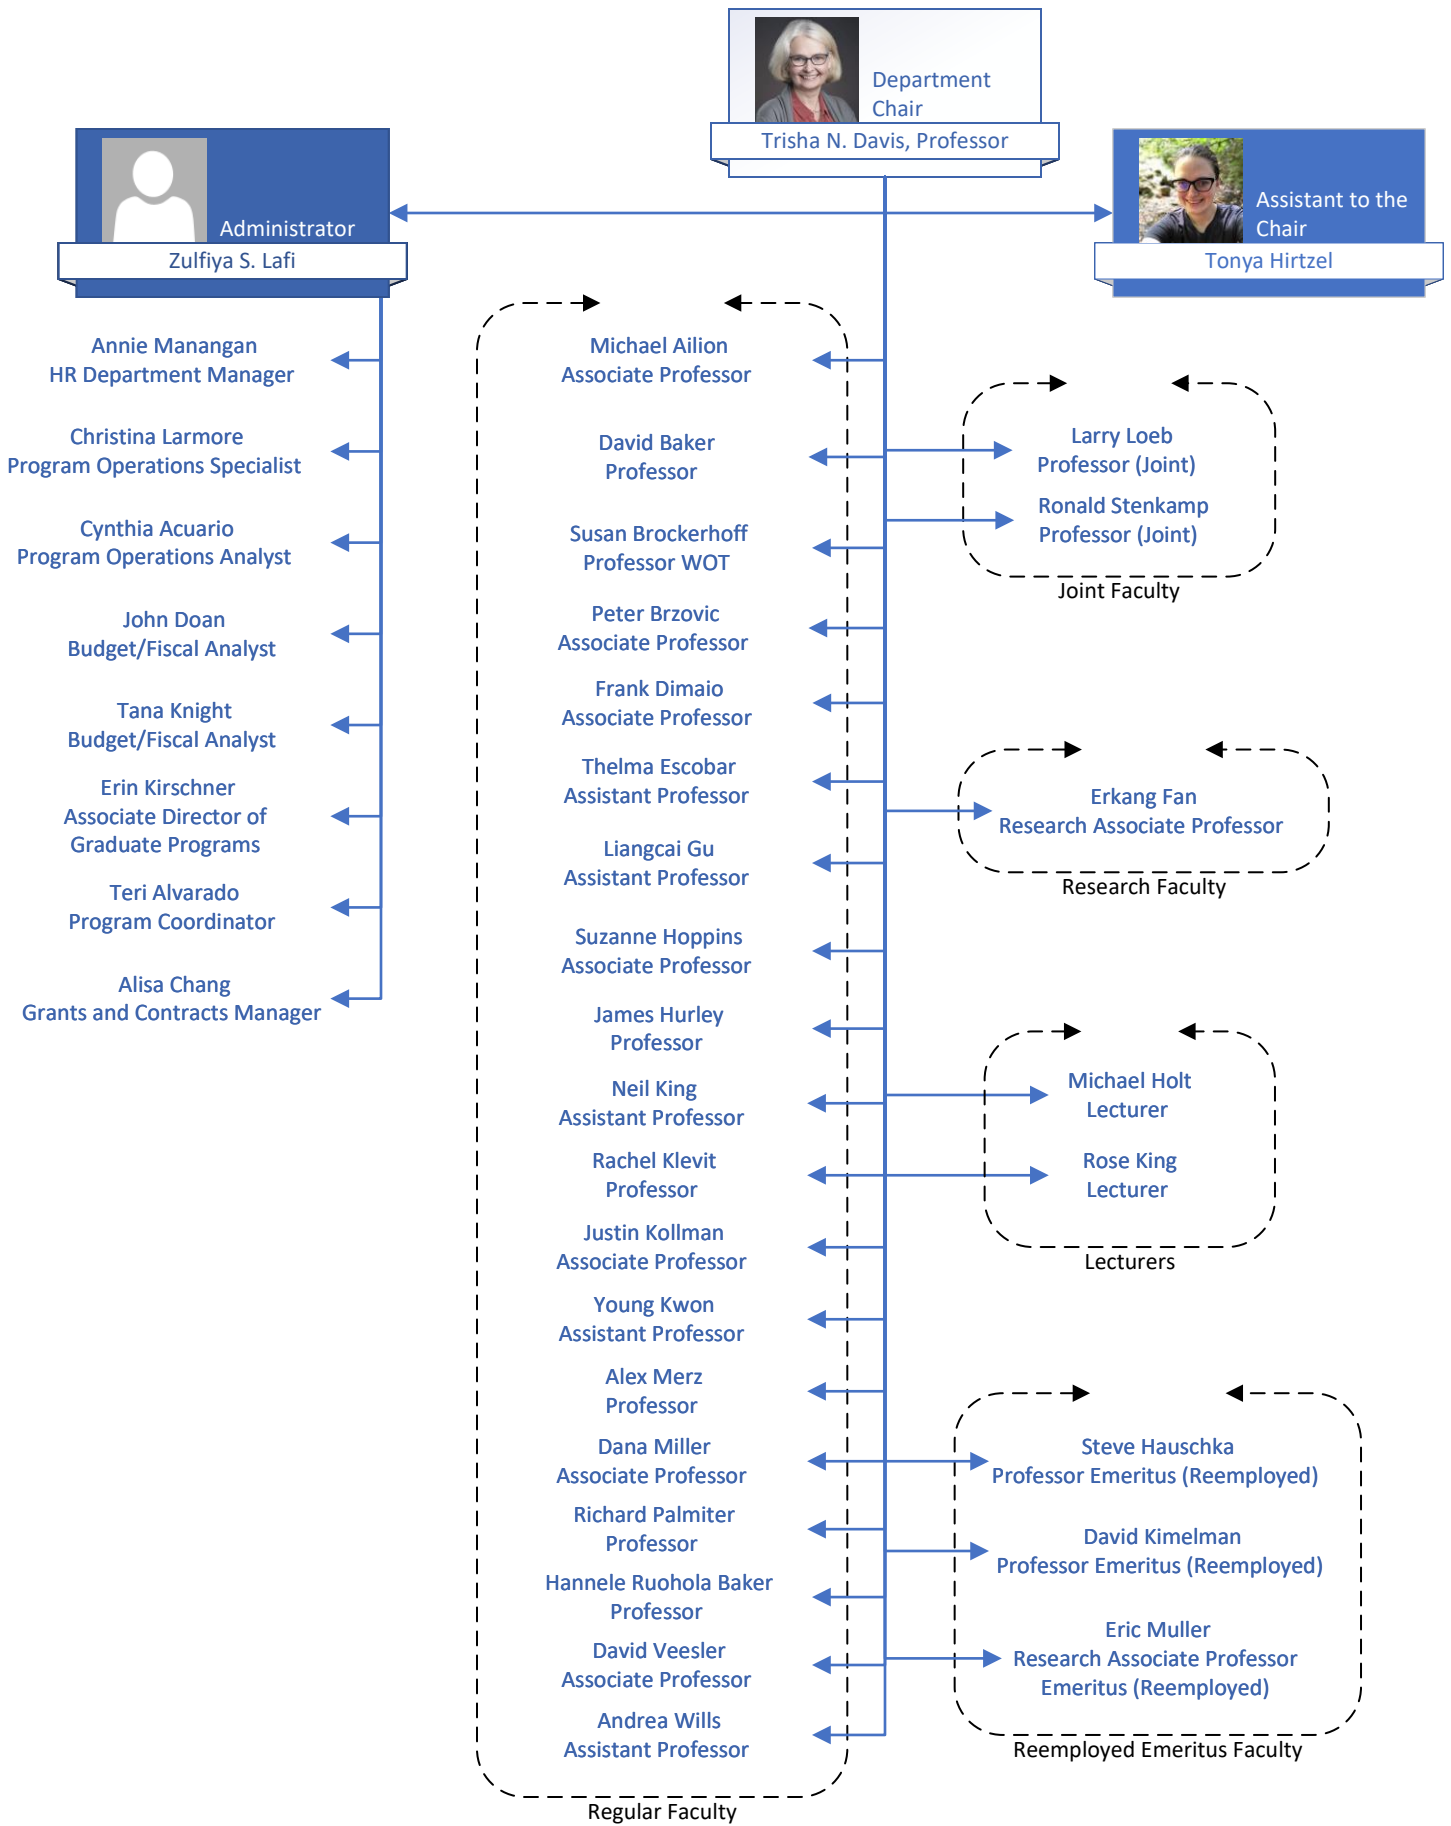 Department
Chair
Trisha N. Davis, Professor
Administrator
Zulfiya S. Lafi
Assistant to the
Chair
Tonya Hirtzel
Annie Manangan
HR Department Manager
Christina Larmore
Program Operations Specialist
Cynthia Acuario
Program Operations Analyst
John Doan
Budget/Fiscal Analyst
Tana Knight
Budget/Fiscal Analyst
Erin Kirschner
Associate Director of
Graduate Programs
Teri Alvarado
Program Coordinator
Alisa Chang
Grants and Contracts Manager
Michael Ailion
Associate Professor
David Baker
Professor
Susan Brockerhoff
Professor WOT
Peter Brzovic
Associate Professor
Frank Dimaio
Associate Professor
Thelma Escobar
Assistant Professor
Liangcai Gu
Assistant Professor
Suzanne Hoppins
Associate Professor
James Hurley
Professor
Neil King
Assistant Professor
Rachel Klevit
Professor
Justin Kollman
Associate Professor
Young Kwon
Assistant Professor
Alex Merz
Professor
Dana Miller
Associate Professor
Richard Palmiter
Professor
Hannele Ruohola Baker
Professor
David Veesler
Associate Professor
Andrea Wills
Assistant Professor
Regular Faculty
Larry Loeb
Professor (Joint)
Ronald Stenkamp
Professor (Joint)
Joint Faculty
Erkang Fan
Research Associate Professor
Research Faculty
Michael Holt
Lecturer
Rose King
Lecturer
Lecturers
Steve Hauschka
Professor Emeritus (Reemployed)
David Kimelman
Professor Emeritus (Reemployed)
Eric Muller
Research Associate Professor
Emeritus (Reemployed)
Reemployed Emeritus Faculty